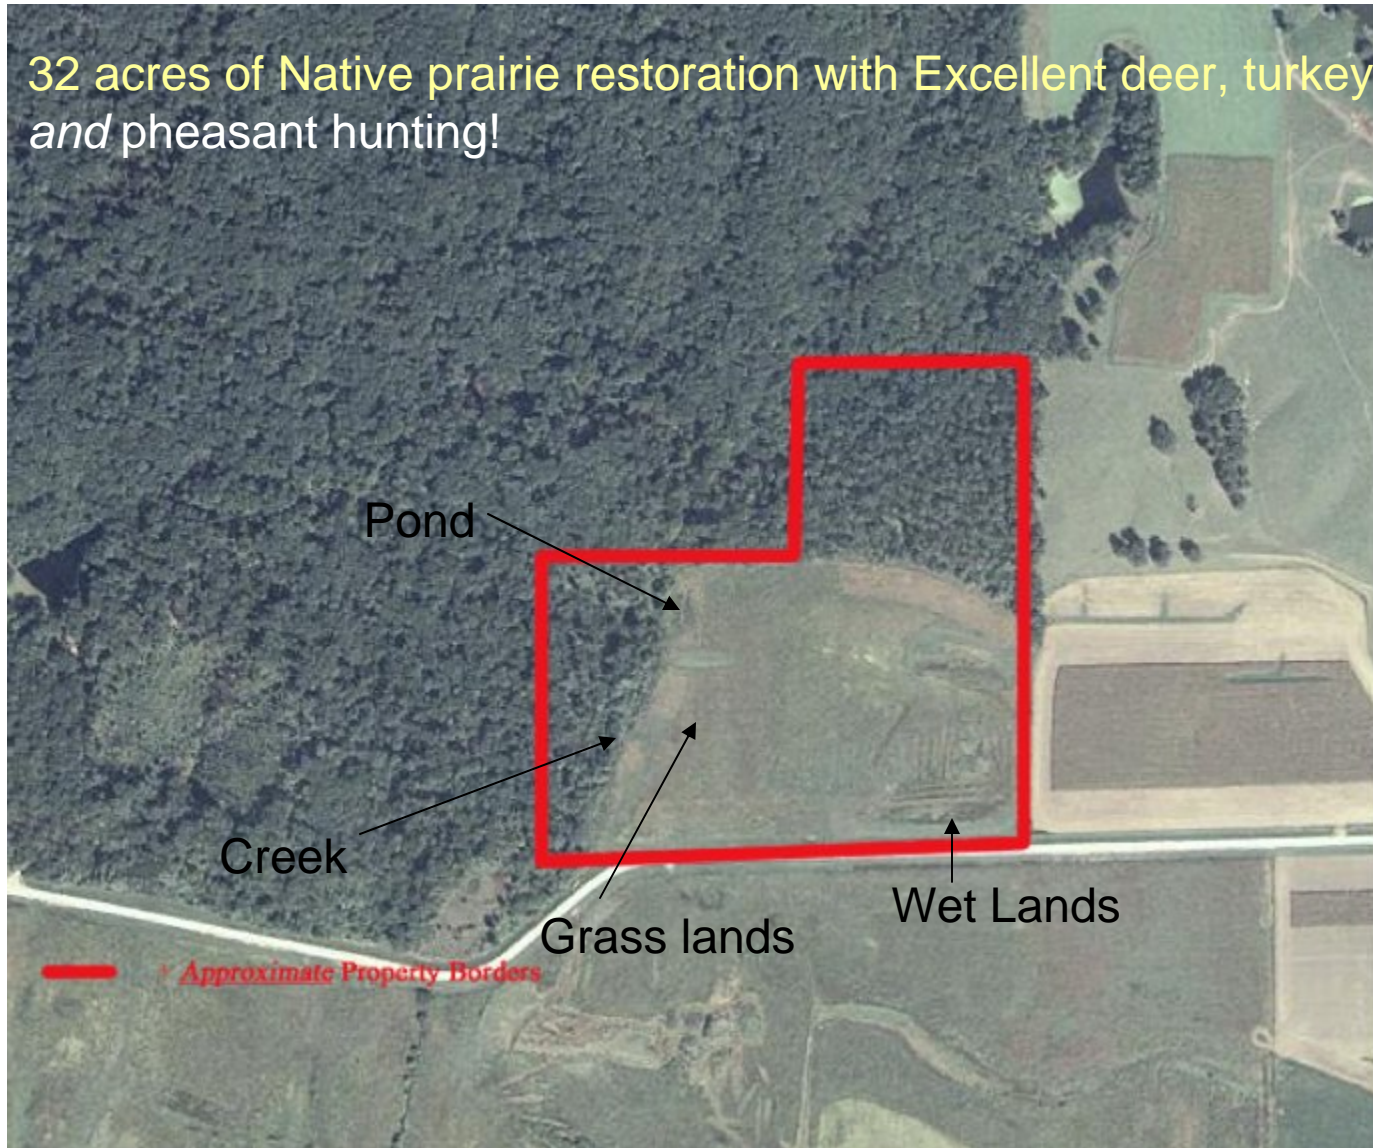 32 acres of Native prairie restoration with Excellent deer, turkey
and pheasant hunting!
Pond
Creek
Grass lands
Wet Lands
Approximate Property Borders